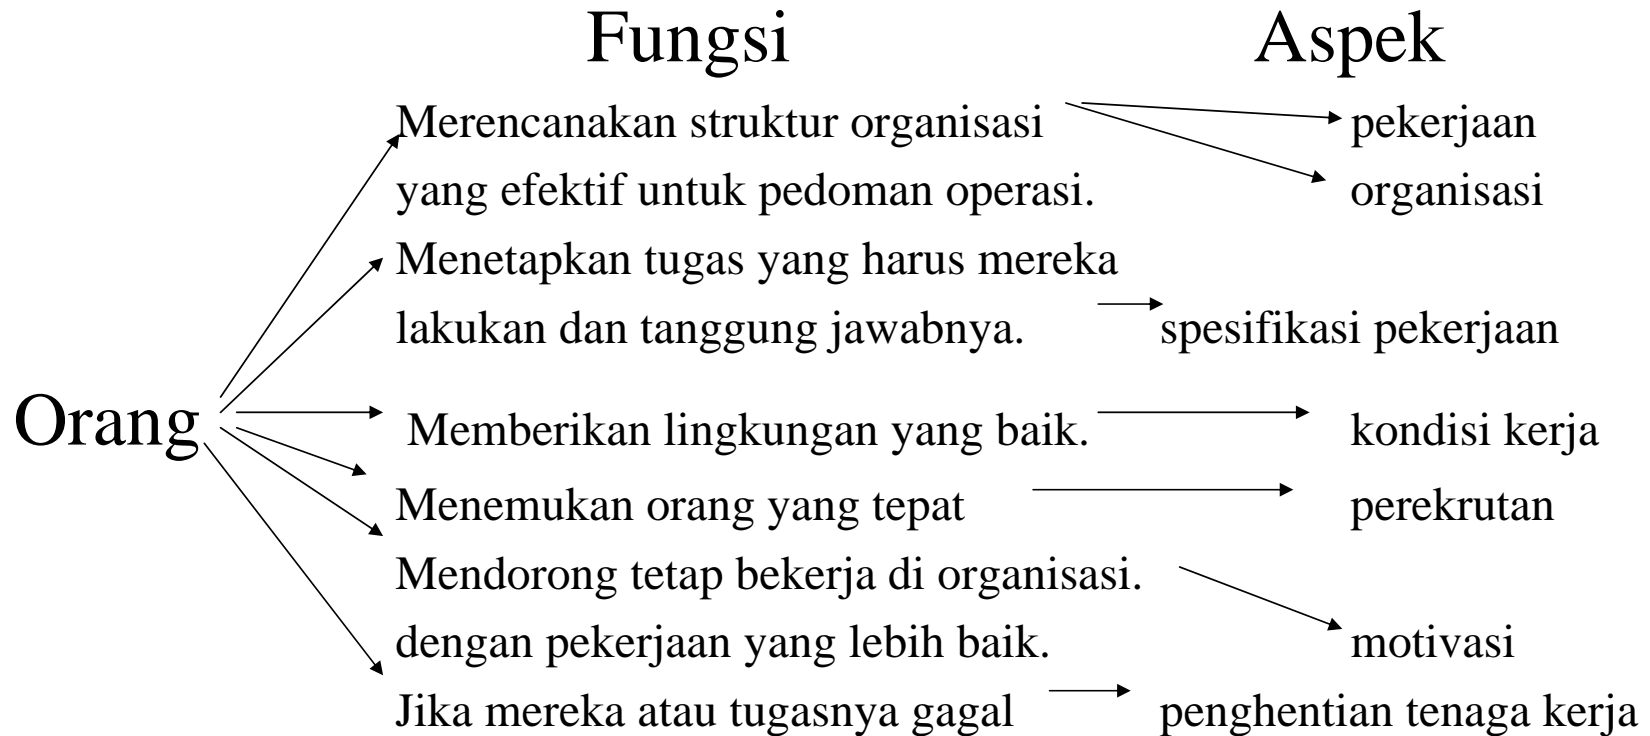 Fungsi Aspek
Merencanakan struktur organisasi pekerjaan
yang efektif untuk pedoman operasi. organisasi
Menetapkan tugas yang harus mereka
lakukan dan tanggung jawabnya. spesifikasi pekerjaan
Orang Memberikan lingkungan yang baik. kondisi kerja
Menemukan orang yang tepat perekrutan
Mendorong tetap bekerja di organisasi.
dengan pekerjaan yang lebih baik. motivasi
Jika mereka atau tugasnya gagal penghentian tenaga kerja